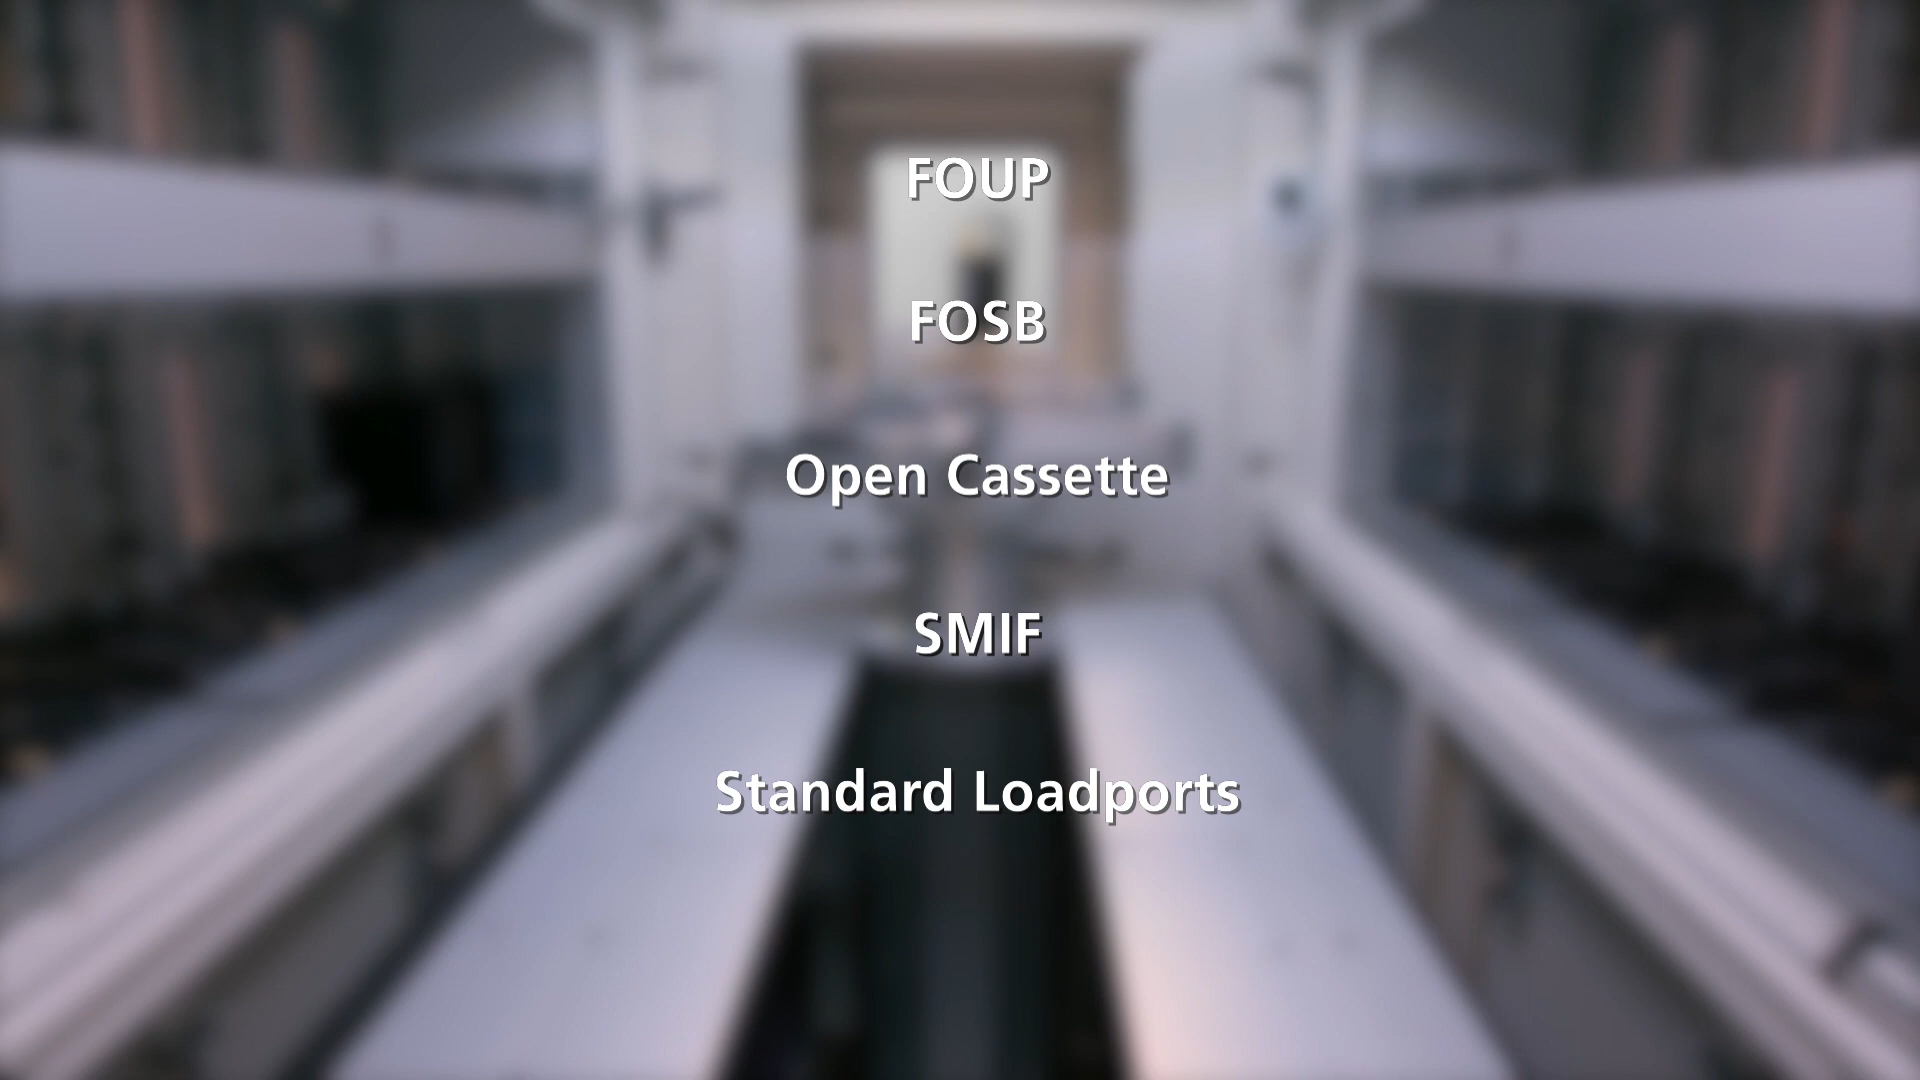 FOUP
FOSB
Open Cassette
SMIF
Standard Loadports